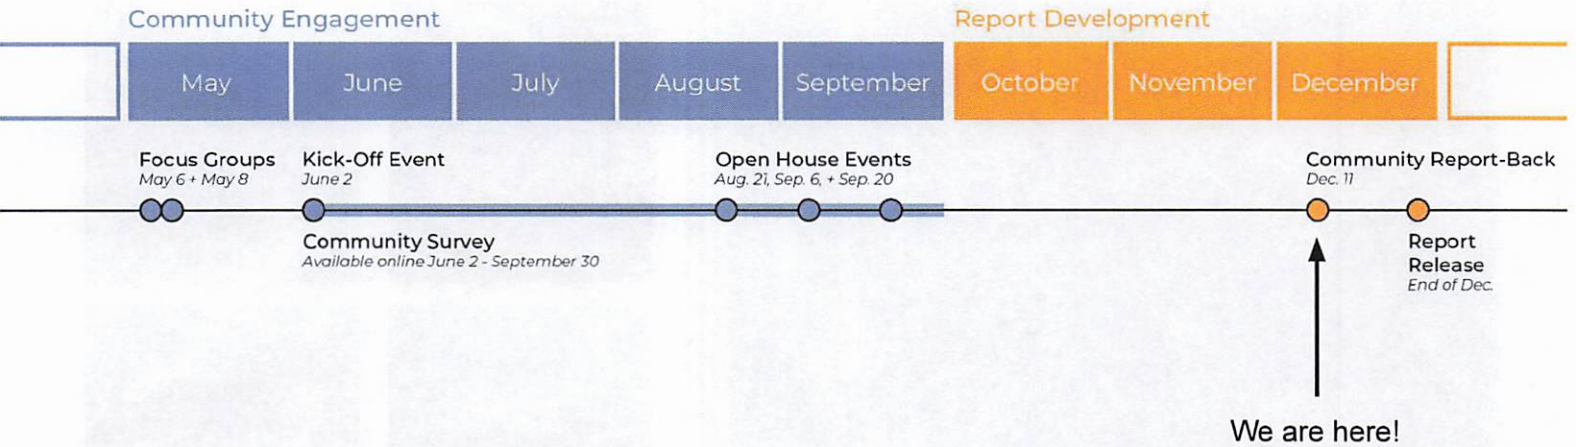 Community Engagement
Report Development
May
June
July
August
September
October
November
December
Focus Groups
May 6 + May 8
Kick-Off Event
June 2
Open House Events
Aug. 21, Sep. 6, + Sep. 20
Community Report-Back
Dec. 11
Community Survey
Available online June 2 - September 30
Report
Release
End of Dec.
We are here!